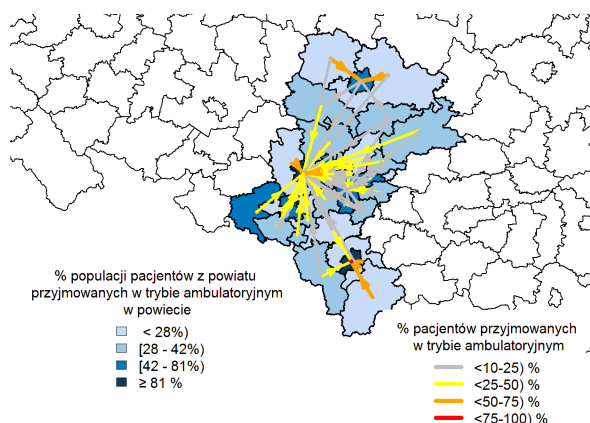 % populacji pacjentów z powiatu
przyjmowanych w trybie ambulatoryjnym
w powiecie
< 28%)
[28 - 42%)
[42 - 81%)
≥ 81 %
% pacjentów przyjmowanych
w trybie ambulatoryjnym
<10-25) %
<25-50) %
<50-75) %
<75-100) %